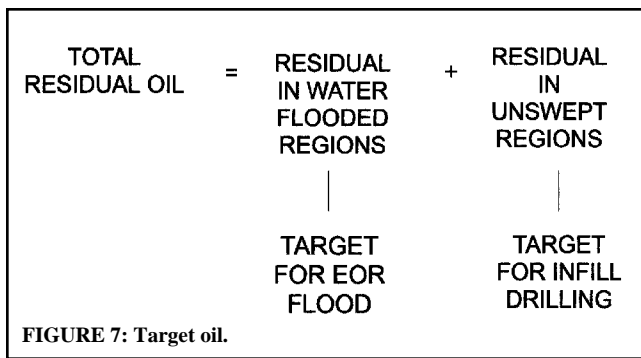 TOTAL
RESIDUAL OIL
=
RESIDUAL
IN WATER
FLOODED
REGIONS
+
RESIDUAL
IN
UNSWEPT
REGIONS
TARGET
FOR EOR
FLOOD
TARGET
FOR INFILL
DRILLING
FIGURE 7: Target oil.